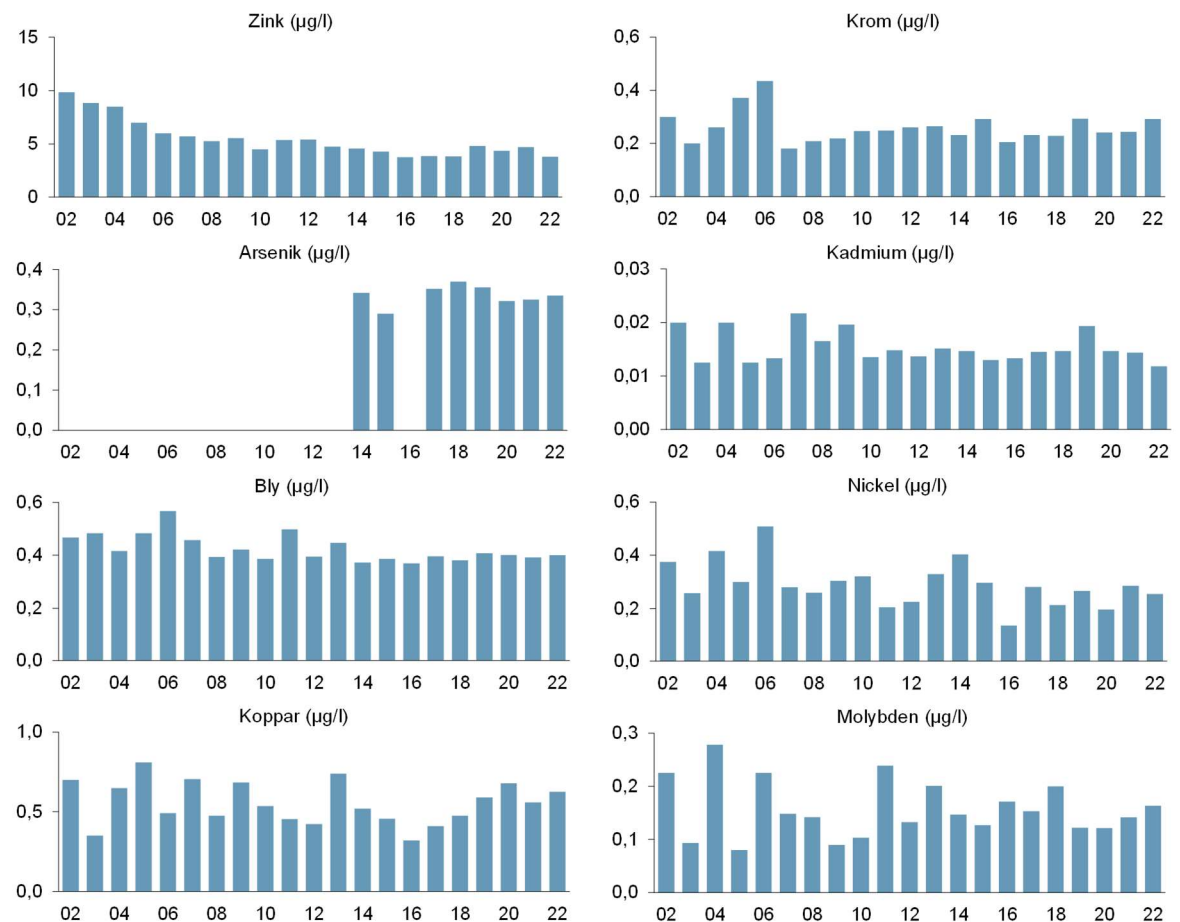 Zink (µg/l)
15
10
5
0
02 04 06 08 10 12 14 16 18 20 22
Krom (µg/l)
0,6
0,4
0,2
0,0
02 04 06 08 10 12 14 16 18 20 22
Arsenik (µg/l)
0,4
0,3
0,2
0,1
0,0
02 04 06 08 10 12 14 16 18 20 22
Kadmium (µg/l)
0,03
0,02
0,01
0,00
02 04 06 08 10 12 14 16 18 20 22
Bly (µg/l)
0,6
0,4
0,2
0,0
02 04 06 08 10 12 14 16 18 20 22
Nickel (µg/l)
0,6
0,4
0,2
0,0
02 04 06 08 10 12 14 16 18 20 22
Koppar (µg/l)
1,0
0,5
0,0
02 04 06 08 10 12 14 16 18 20 22
Molybden (µg/l)
0,3
0,2
0,1
0,0
02 04 06 08 10 12 14 16 18 20 22